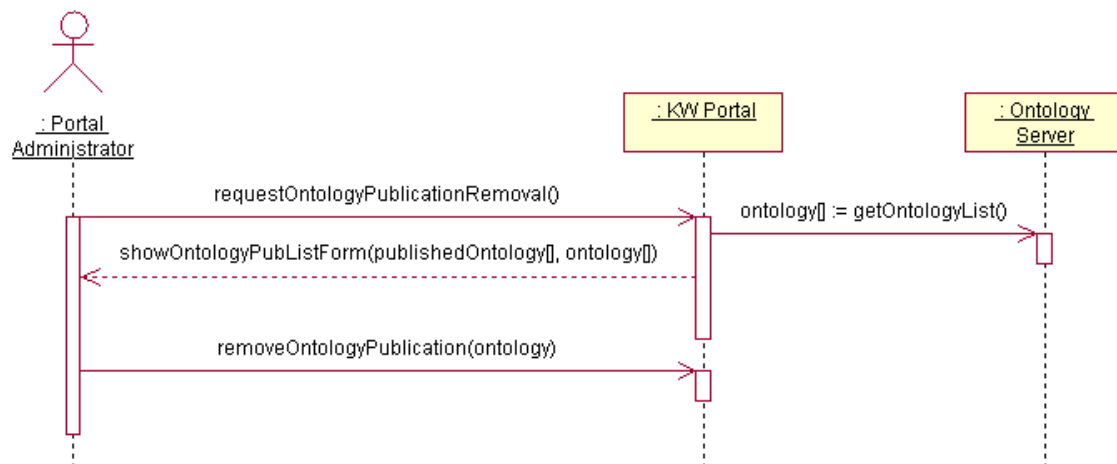 : Portal
Administrator
: KW Portal
: Ontology
Server
requestOntologyPublicationRemoval()
ontology[] := getOntologyList()
showOntologyPubListForm(publishedOntology[], ontology[])
removeOntologyPublication(ontology)